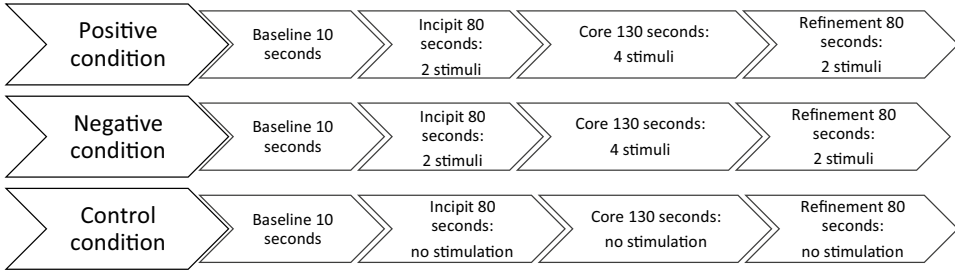 Positive
condition
Baseline 10
seconds
Incipit 80
seconds:
2 stimuli
Core 130 seconds:
4 stimuli
Refinement 80
seconds:
2 stimuli
Negative
condition
Baseline 10
seconds
Incipit 80
seconds:
2 stimuli
Core 130 seconds:
4 stimuli
Refinement 80
seconds:
2 stimuli
Control
condition
Baseline 10
seconds
Incipit 80
seconds:
no stimulation
Core 130 seconds:
no stimulation
Refinement 80
seconds:
no stimulation